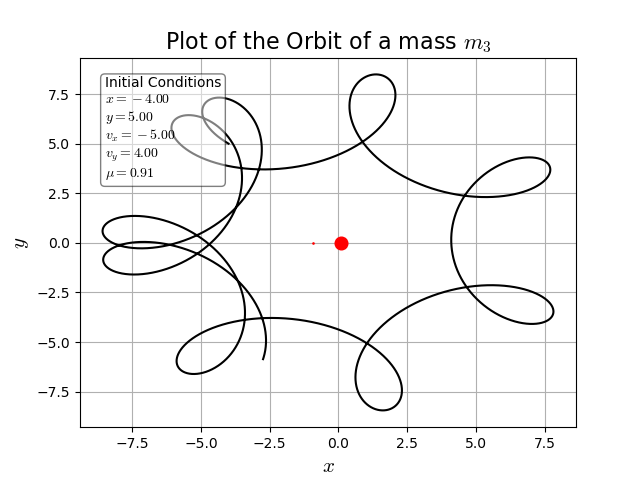 Plot of the Orbit of a mass m₃
Initial Conditions
x = −4.00
y = 5.00
vₓ = −5.00
v_y = 4.00
μ = 0.91
7.5
5.0
2.5
0.0
−2.5
−5.0
−7.5
y
−7.5 −5.0 −2.5 0.0 2.5 5.0 7.5
x